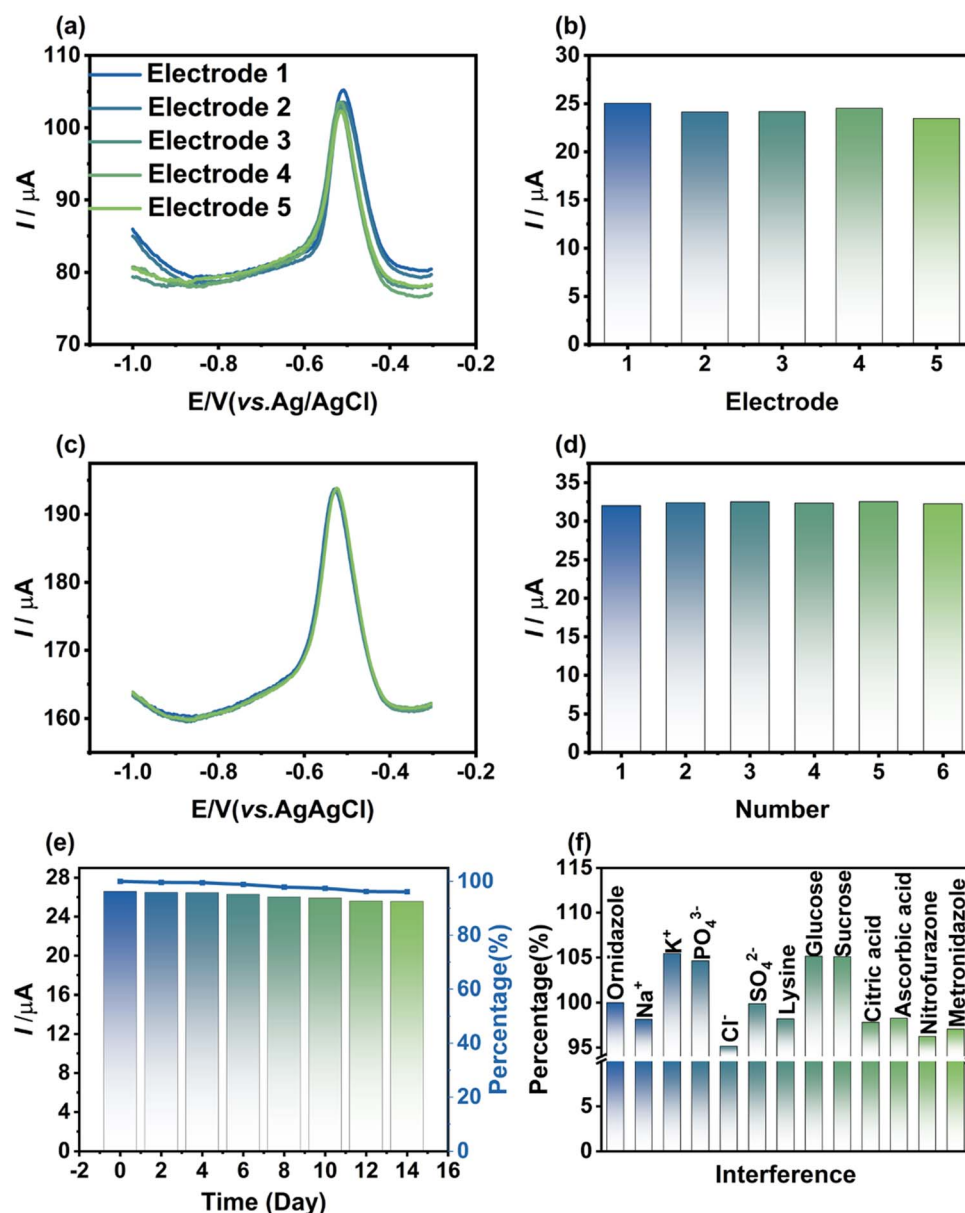 (a)
110
100
90
80
70
I / μA
Electrode 1
Electrode 2
Electrode 3
Electrode 4
Electrode 5
-1.0 -0.8 -0.6 -0.4 -0.2
E/V(vs.Ag/AgCl)
(b)
30
25
20
15
10
5
0
I / μA
1 2 3 4 5
Electrode
(c)
190
180
170
160
I / μA
-1.0 -0.8 -0.6 -0.4 -0.2
E/V(vs.AgAgCl)
(d)
35
30
25
20
15
10
5
0
I / μA
1 2 3 4 5 6
Number
(e)
28
24
20
16
12
8
4
0
I /μA
100
80
60
40
20
0
Percentage(%)
-2 0 2 4 6 8 10 12 14 16
Time (Day)
(f)
115
110
105
100
95
5
0
Percentage(%)
Ornidazole
Na⁺
K⁺
PO₄³⁻
Cl⁻
SO₄²⁻
Lysine
Glucose
Sucrose
Citric acid
Ascorbic acid
Nitrofurazone
Metronidazole
Interference